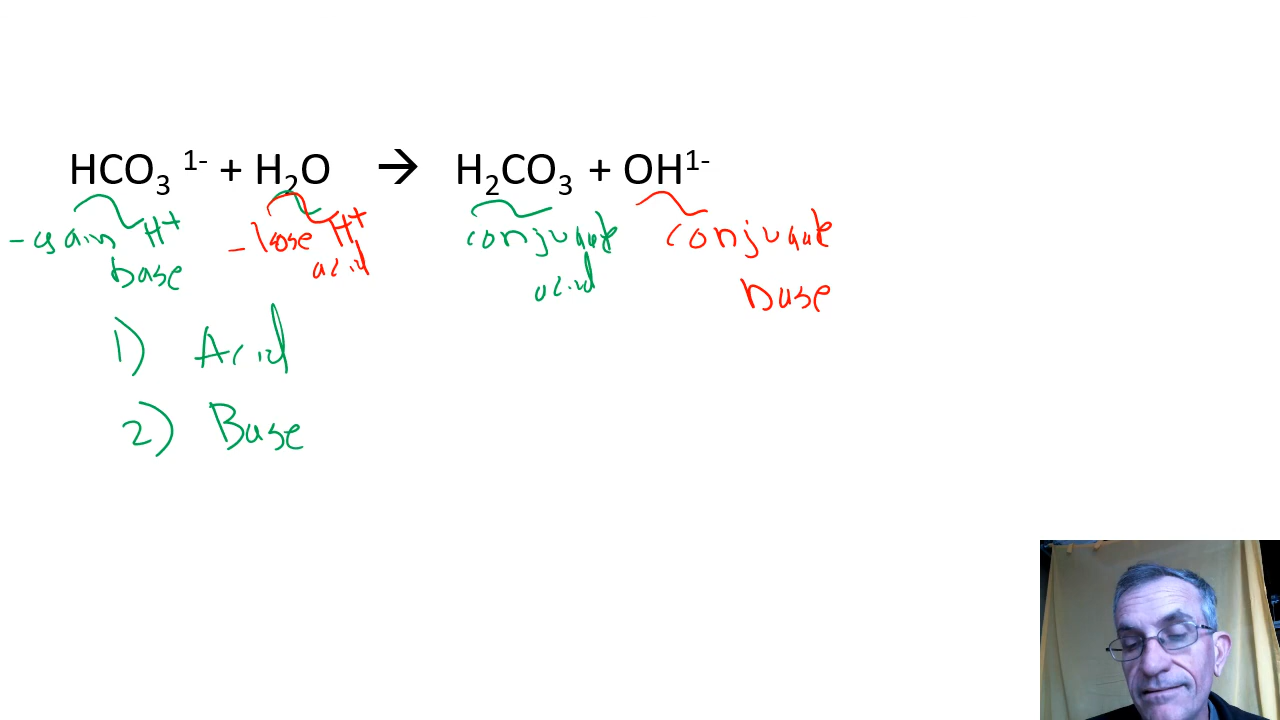 HCO₃ ¹⁻ + H₂O → H₂CO₃ + OH¹⁻
- gain H⁺ - lose H⁺ conjugate conjugate
base acid acid base
1) Acid
2) Base